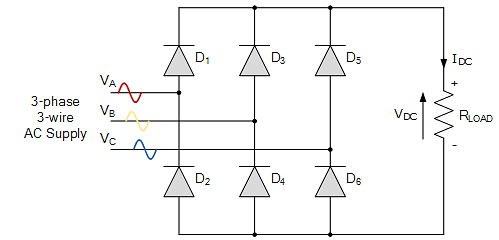 D1
D3
D5
IDC
VA
3-phase
3-wire
AC Supply
VB
VC
+
VDC
RLOAD
-
D2
D4
D6